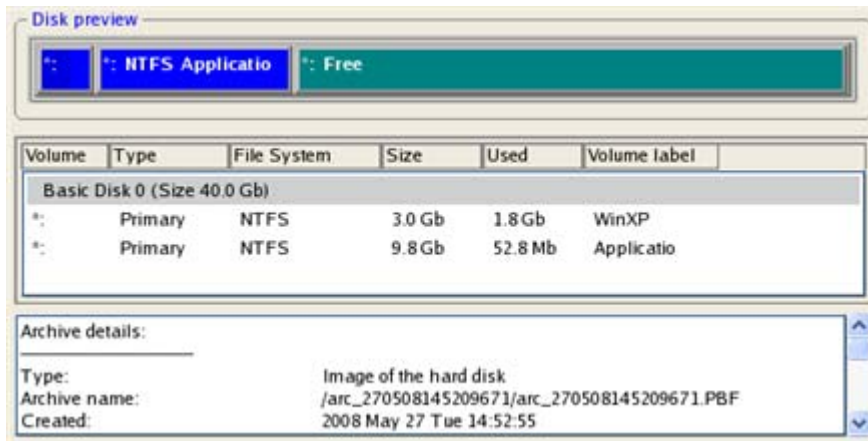 Disk preview
*: *: NTFS Applicatio *: Free
Volume Type File System Size Used Volume label
Basic Disk 0 (Size 40.0 Gb)
*: Primary NTFS 3.0 Gb 1.8 Gb WinXP
*: Primary NTFS 9.8 Gb 52.8 Mb Applicatio
Archive details:
Type: Image of the hard disk
Archive name: /arc_270508145209671/arc_270508145209671.PBF
Created: 2008 May 27 Tue 14:52:55